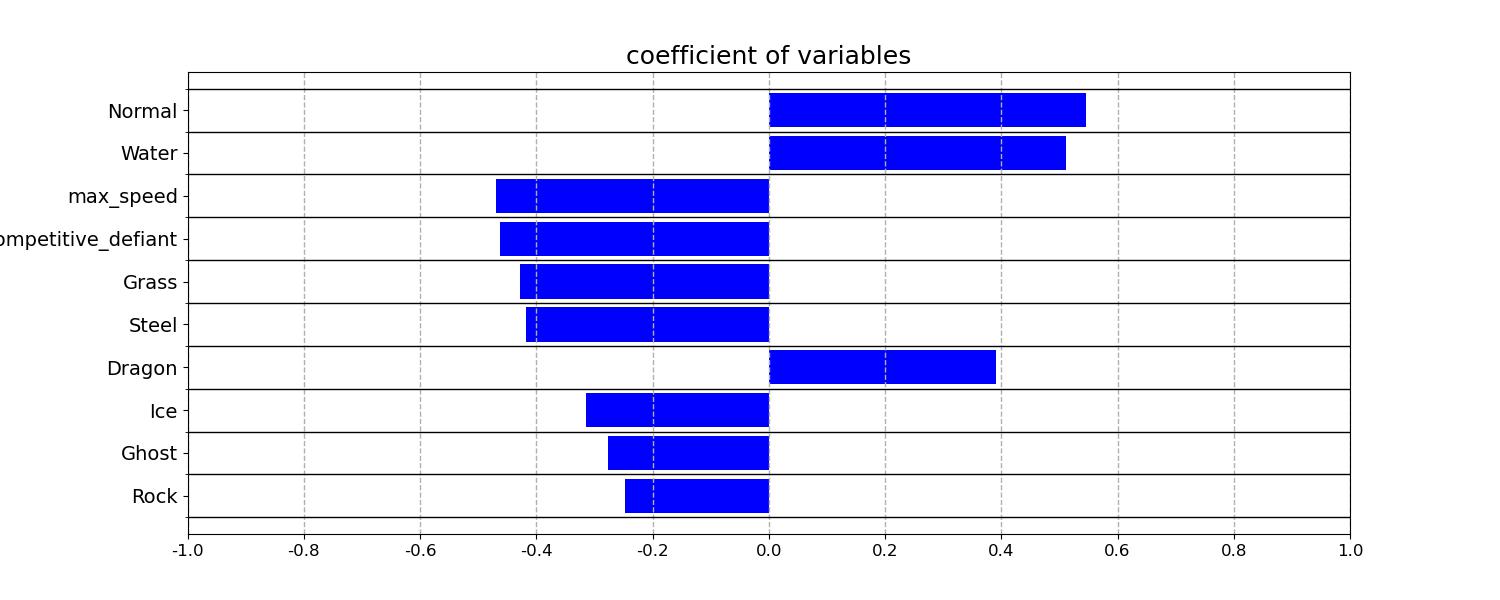 coefficient of variables
Normal
Water
max_speed
ompetitive_defiant
Grass
Steel
Dragon
Ice
Ghost
Rock
-1.0 -0.8 -0.6 -0.4 -0.2 0.0 0.2 0.4 0.6 0.8 1.0